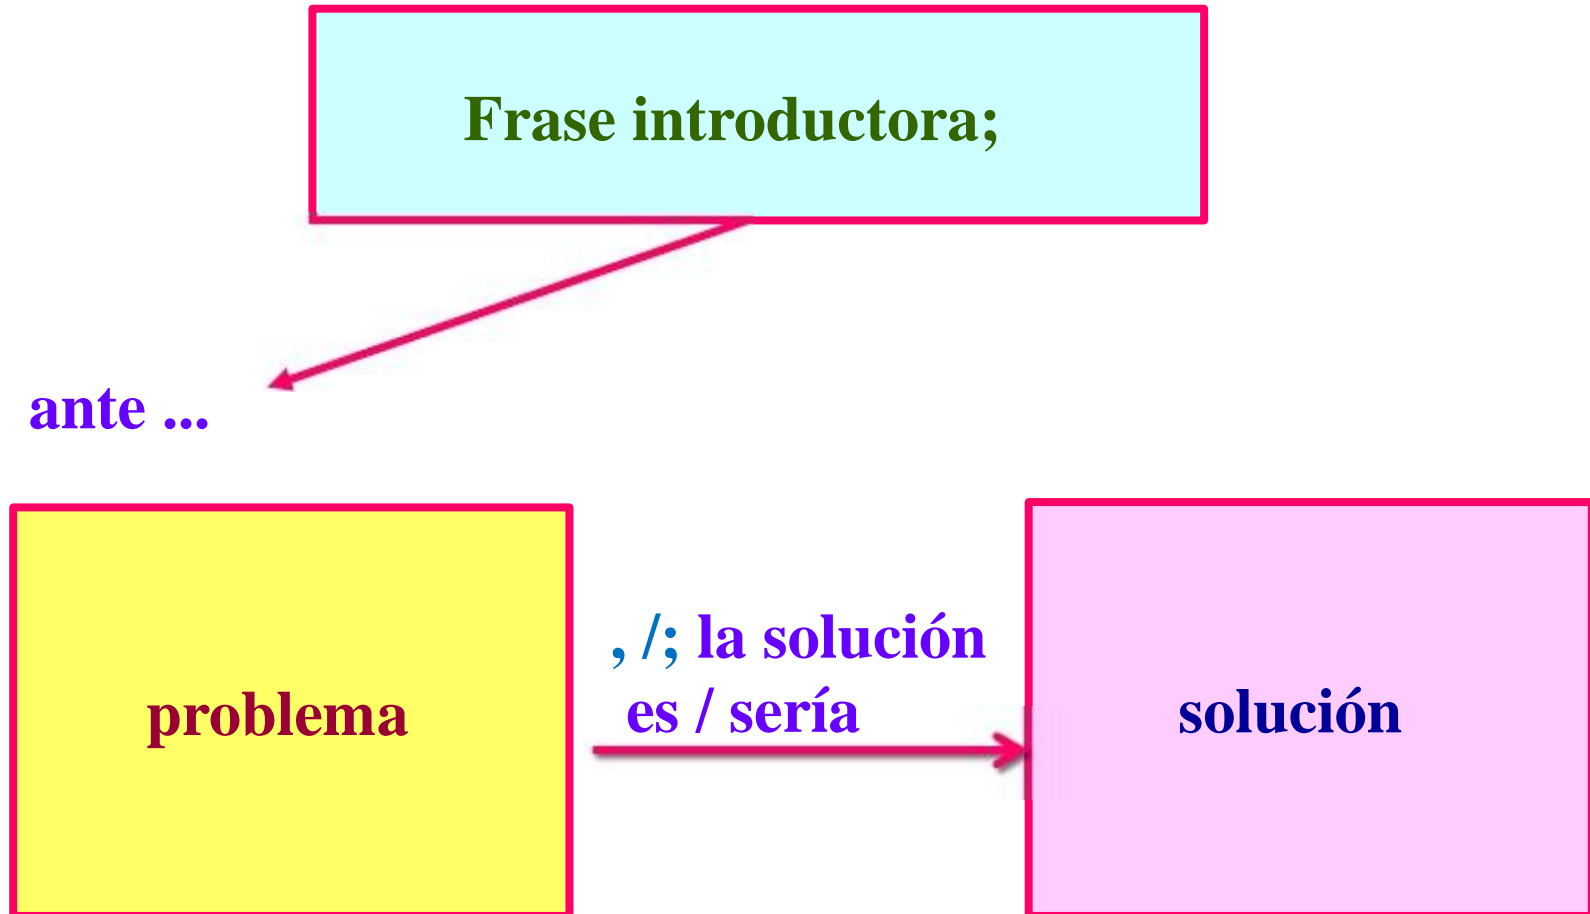 Frase introductora;
ante ...
, /; la solución
es / sería
problema
solución